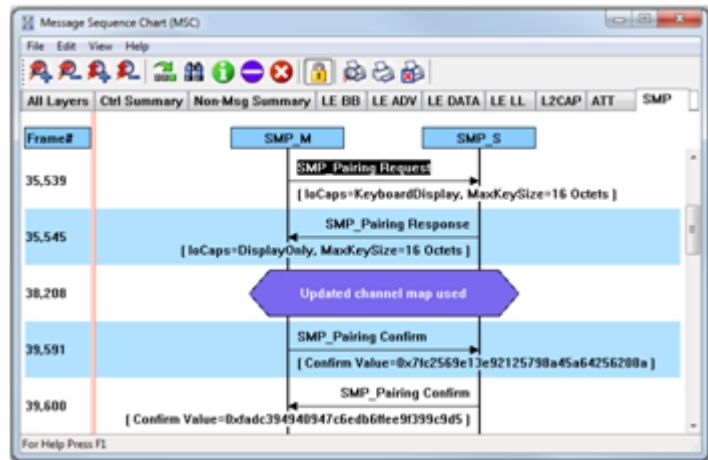 Message Sequence Chart (MSC)
File Edit View Help
All Layers Ctrl Summary Non-Msg Summary LE BB LE ADV LE DATA LE LL L2CAP ATT SMP
Frame# SMP_M SMP_S
SMP_Pairing Request
35,539
[ IoCaps=KeyboardDisplay, MaxKeySize=16 Octets ]
SMP_Pairing Response
35,545
[ IoCaps=DisplayOnly, MaxKeySize=16 Octets ]
38,208 Updated channel map used
SMP_Pairing Confirm
39,591
[ Confirm Value=0x7fc2569e13e92125798a45a64256208a ]
SMP_Pairing Confirm
39,600
[ Confirm Value=0xfadc394940947c6edb6ffee9f399c9d5 ]
For Help Press F1